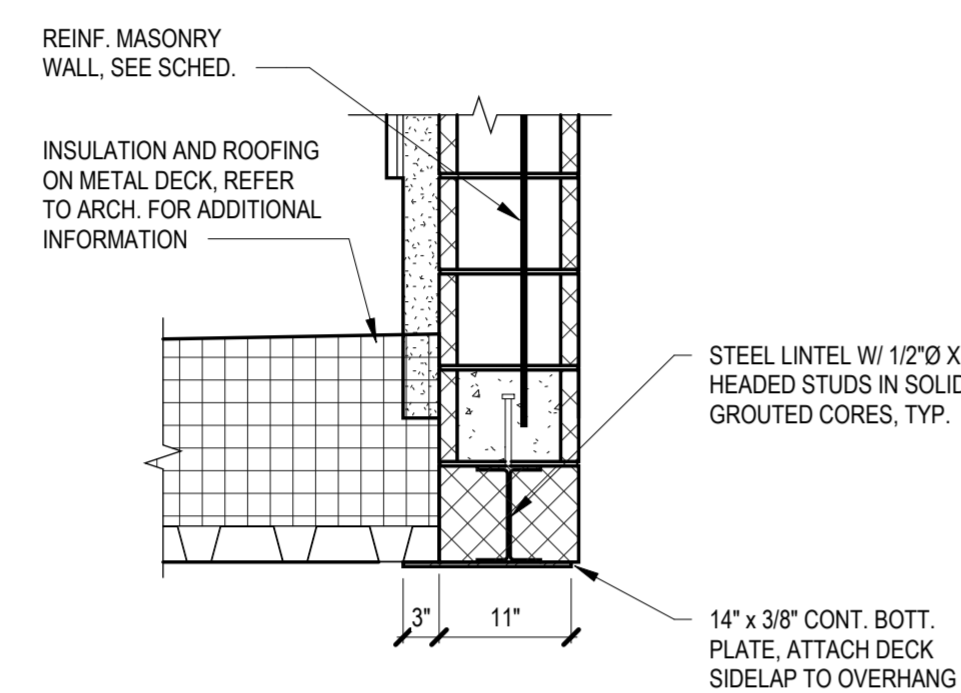 REINF. MASONRY
WALL, SEE SCHED.
INSULATION AND ROOFING
ON METAL DECK, REFER
TO ARCH. FOR ADDITIONAL
INFORMATION
STEEL LINTEL W/ 1/2"Ø X
HEADED STUDS IN SOLID
GROUTED CORES, TYP.
3"
11"
14" x 3/8" CONT. BOTT.
PLATE, ATTACH DECK
SIDELAP TO OVERHANG